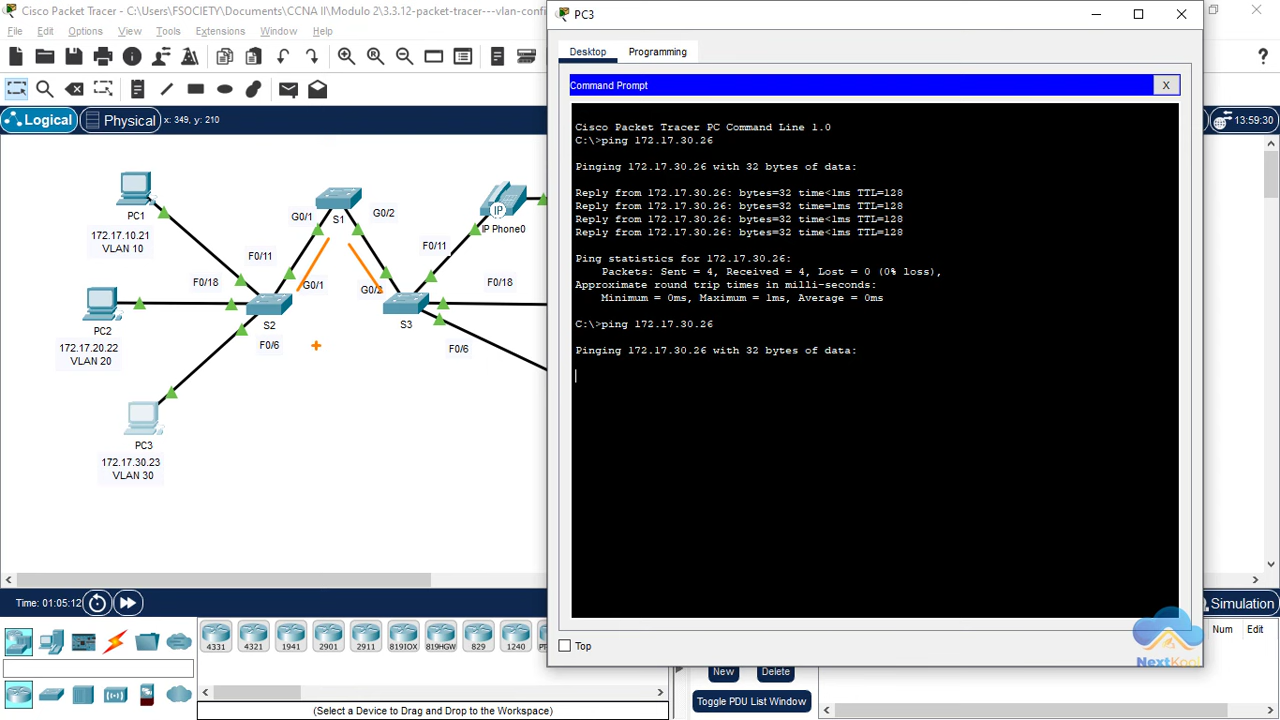 Cisco Packet Tracer - C:\Users\FSOCIETY\Documents\CCNA II\Modulo 2\3.3.12-packet-tracer---vlan-confi
File Edit Options View Tools Extensions Window Help
Logical Physical x: 349, y: 210
13:59:30
PC1
172.17.10.21
VLAN 10
PC2
172.17.20.22
VLAN 20
PC3
172.17.30.23
VLAN 30
F0/11
F0/18
S2
F0/6
G0/1
S1
G0/2
G0/1
G0/2
S3
F0/11
IP
IP Phone0
F0/18
F0/6
PC3
Desktop Programming
Command Prompt X
Cisco Packet Tracer PC Command Line 1.0
C:\>ping 172.17.30.26
Pinging 172.17.30.26 with 32 bytes of data:
Reply from 172.17.30.26: bytes=32 time<1ms TTL=128
Reply from 172.17.30.26: bytes=32 time=1ms TTL=128
Reply from 172.17.30.26: bytes=32 time<1ms TTL=128
Reply from 172.17.30.26: bytes=32 time<1ms TTL=128
Ping statistics for 172.17.30.26:
Packets: Sent = 4, Received = 4, Lost = 0 (0% loss),
Approximate round trip times in milli-seconds:
Minimum = 0ms, Maximum = 1ms, Average = 0ms
C:\>ping 172.17.30.26
Pinging 172.17.30.26 with 32 bytes of data:
Top
NextKool
Time: 01:05:12
Simulation
4331 4321 1941 2901 2911 819IOX 819HGW 829 1240 PT
(Select a Device to Drag and Drop to the Workspace)
New Delete
Toggle PDU List Window
Num Edit